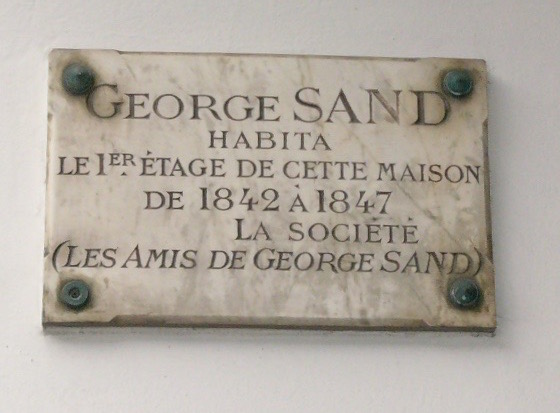 GEORGE SAND
HABITA
LE 1ER ÉTAGE DE CETTE MAISON
DE 1842 À 1847
LA SOCIÉTÉ
(LES AMIS DE GEORGE SAND)